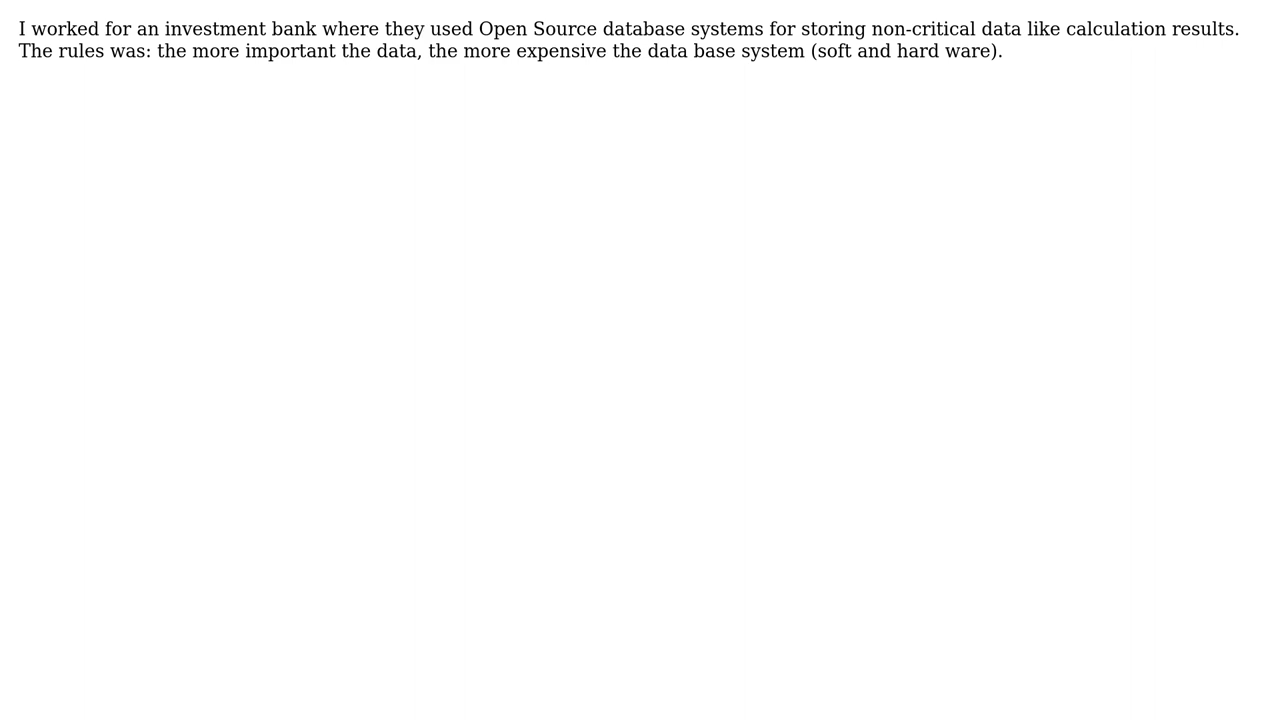 I worked for an investment bank where they used Open Source database systems for storing non-critical data like calculation results.
The rules was: the more important the data, the more expensive the data base system (soft and hard ware).